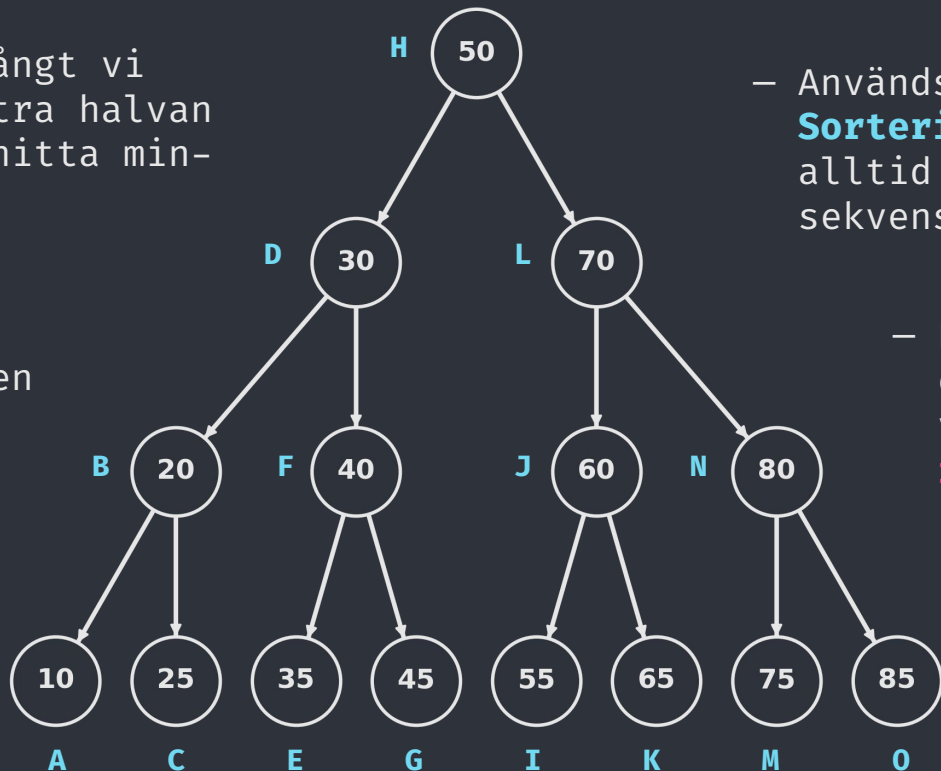 H 50
ångt vi
tra halvan
mitta min-
– Används
Sorteri
alltid
sekvens
D 30 L 70
–
en
B 20 F 40 J 60 N 80
10 25 35 45 55 65 75 85
A C E G I K M O